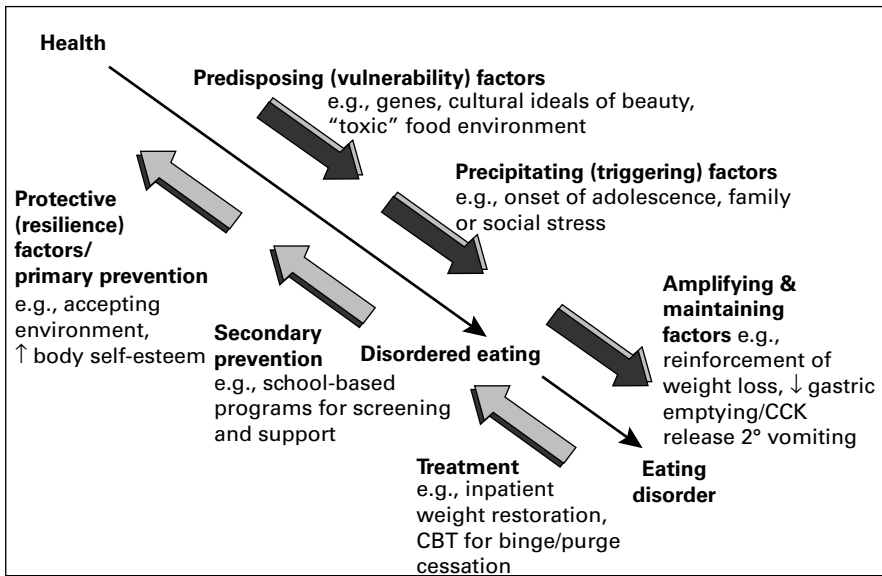 Health
Predisposing (vulnerability) factors
e.g., genes, cultural ideals of beauty,
“toxic” food environment
Precipitating (triggering) factors
e.g., onset of adolescence, family
or social stress
Protective
(resilience)
factors/
primary prevention
e.g., accepting
environment,
↑ body self-esteem
Secondary
prevention
e.g., school-based
programs for screening
and support
Disordered eating
Amplifying &
maintaining
factors e.g.,
reinforcement of
weight loss, ↓ gastric
emptying/CCK
release 2° vomiting
Treatment
e.g., inpatient
weight restoration,
CBT for binge/purge
cessation
Eating
disorder